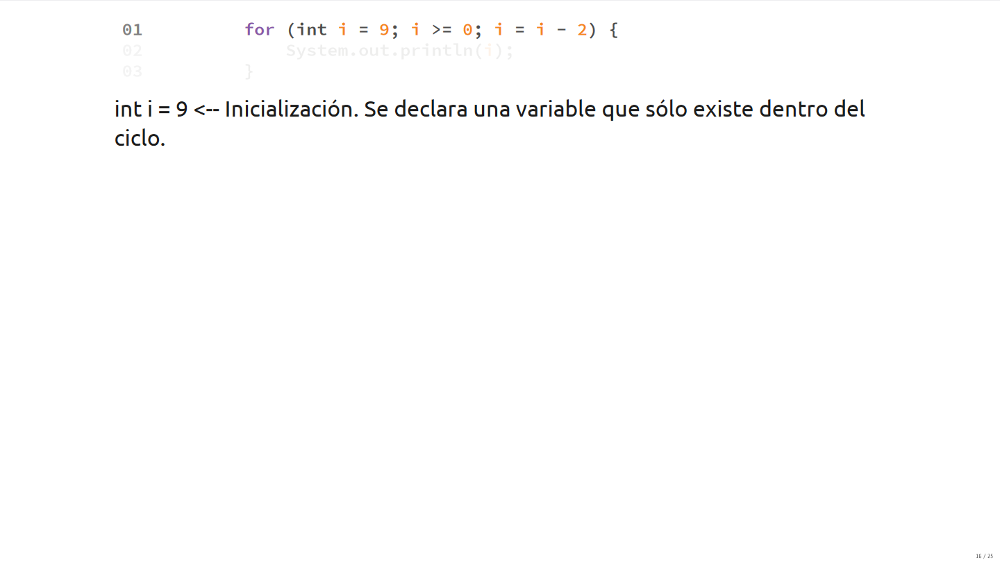 01 for (int i = 9; i >= 0; i = i - 2) {
02 System.out.println(i);
03 }
int i = 9 <-- Inicialización. Se declara una variable que sólo existe dentro del
ciclo.
16 / 25